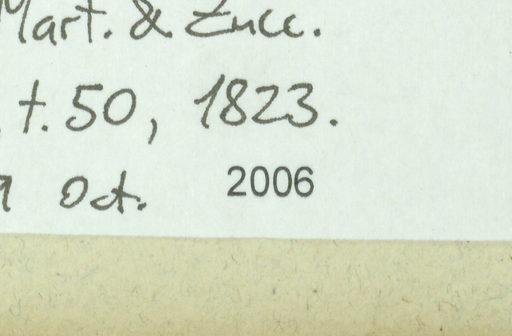 Mart. & Zucc.
t. 50, 1823.
Oct. 2006